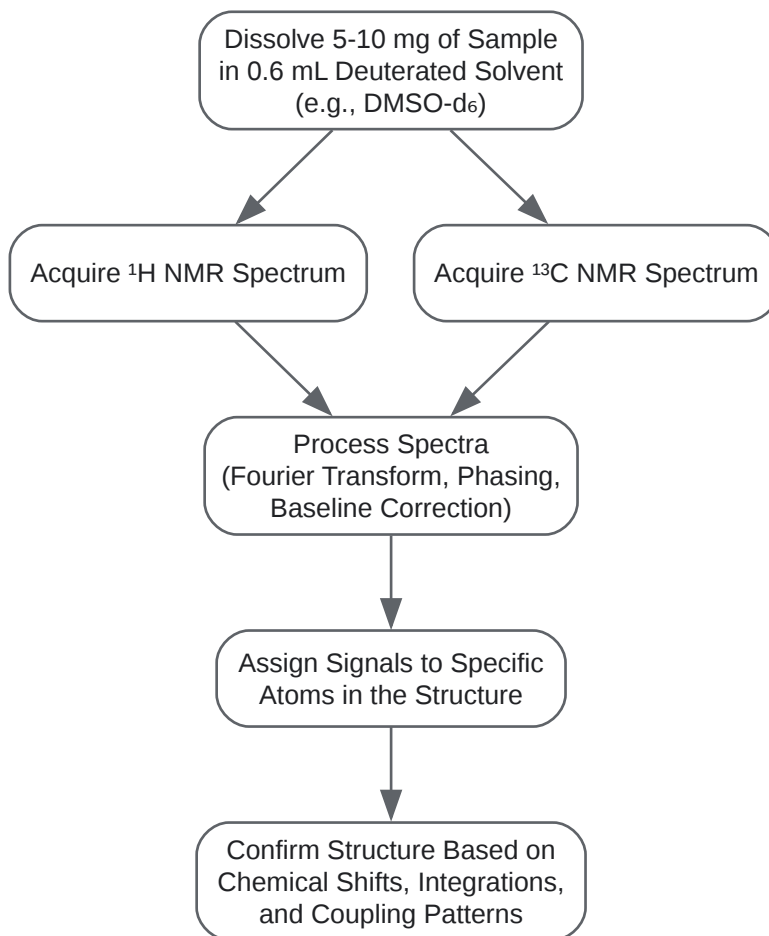 Dissolve 5-10 mg of Sample
in 0.6 mL Deuterated Solvent
(e.g., DMSO-d₆)
Acquire ¹H NMR Spectrum
Acquire ¹³C NMR Spectrum
Process Spectra
(Fourier Transform, Phasing,
Baseline Correction)
Assign Signals to Specific
Atoms in the Structure
Confirm Structure Based on
Chemical Shifts, Integrations,
and Coupling Patterns